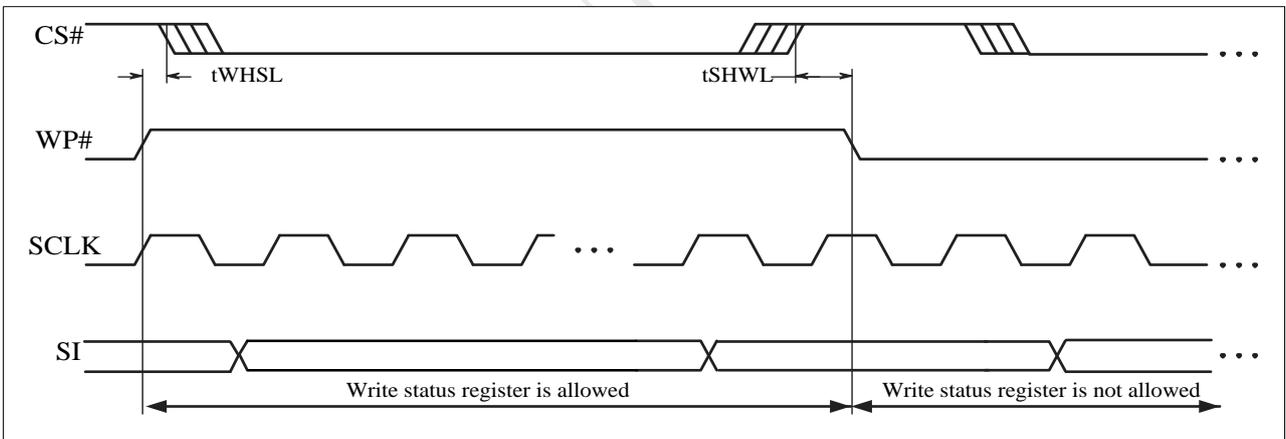 CS#
tWHSL
tSHWL
WP#
SCLK
SI
Write status register is allowed
Write status register is not allowed